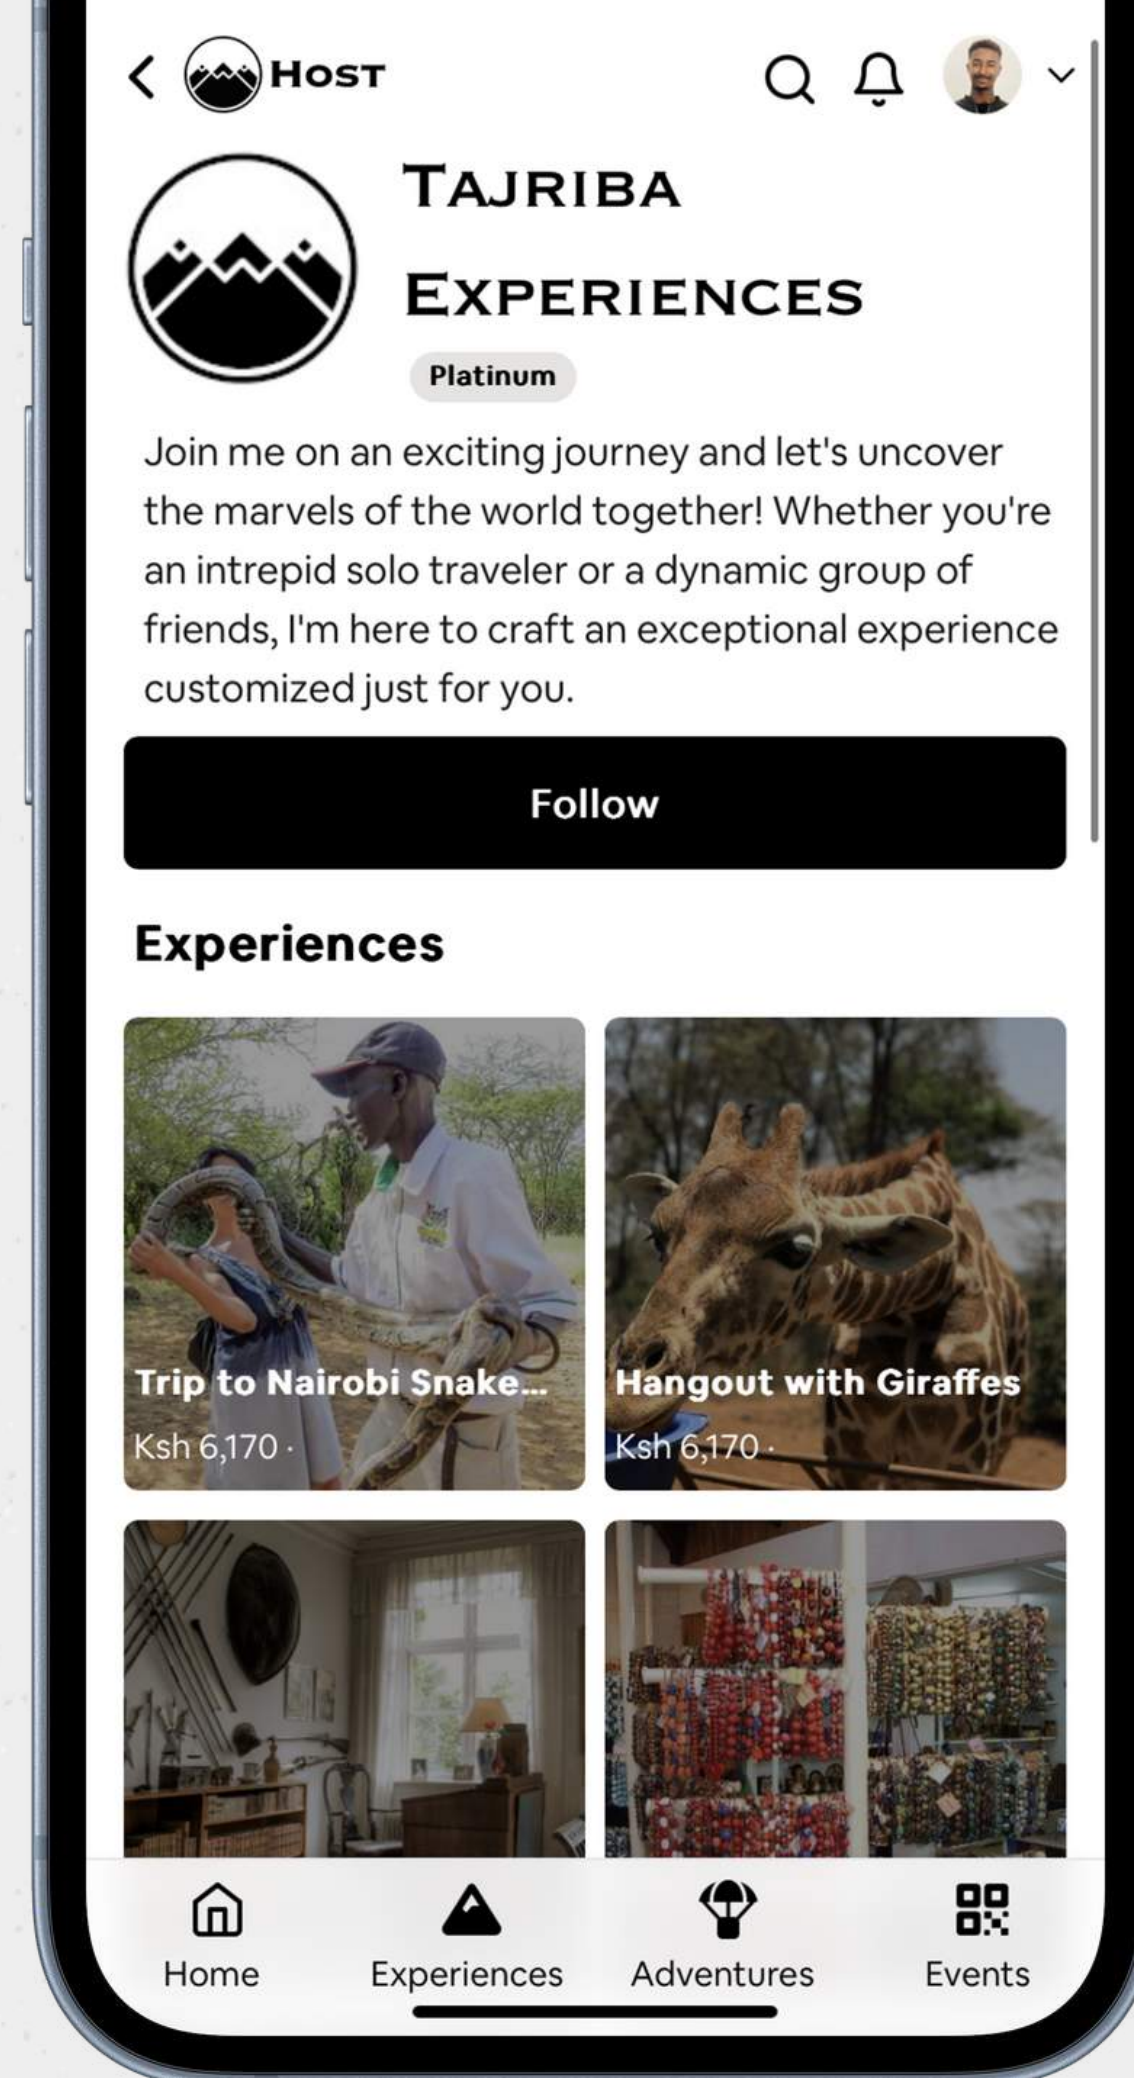 HOST
TAJRIBA
EXPERIENCES
Platinum
Join me on an exciting journey and let's uncover
the marvels of the world together! Whether you're
an intrepid solo traveler or a dynamic group of
friends, I'm here to craft an exceptional experience
customized just for you.
Follow
Experiences
Trip to Nairobi Snake...
Ksh 6,170 ·
Hangout with Giraffes
Ksh 6,170 ·
Home
Experiences
Adventures
Events